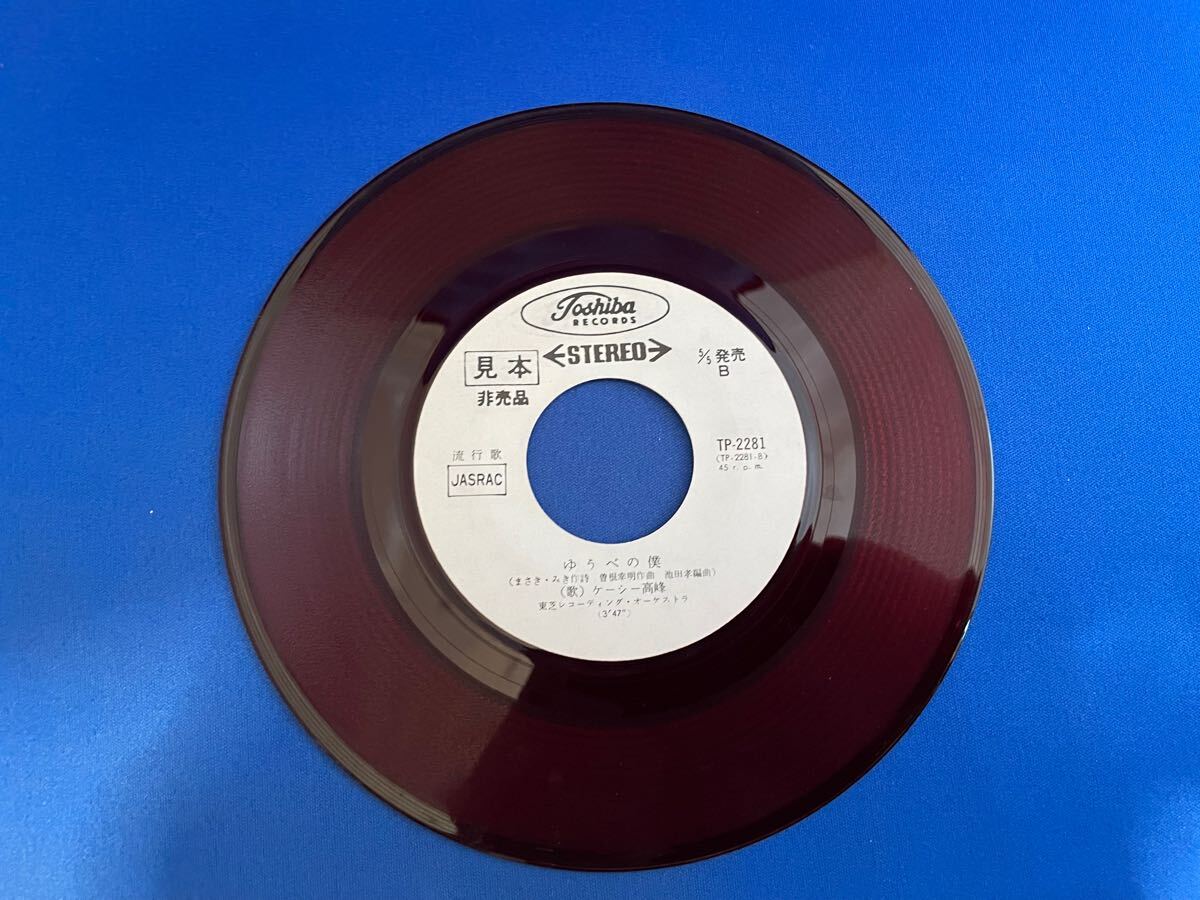 Toshiba
RECORDS
STEREO
見本
非売品
5/5 発売
B
流行歌
JASRAC
TP-2281
(TP-2281-B)
45 r.p.m.
ゆうべの僕
(まさき・みき作詩 曽根幸明作曲 池田孝編曲)
(歌) ケーシー高峰
東芝レコーディング・オーケストラ
(3'47")